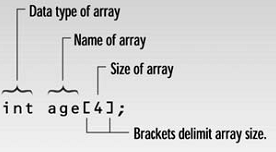 Data type of array
Name of array
Size of array
int age[4];
Brackets delimit array size.